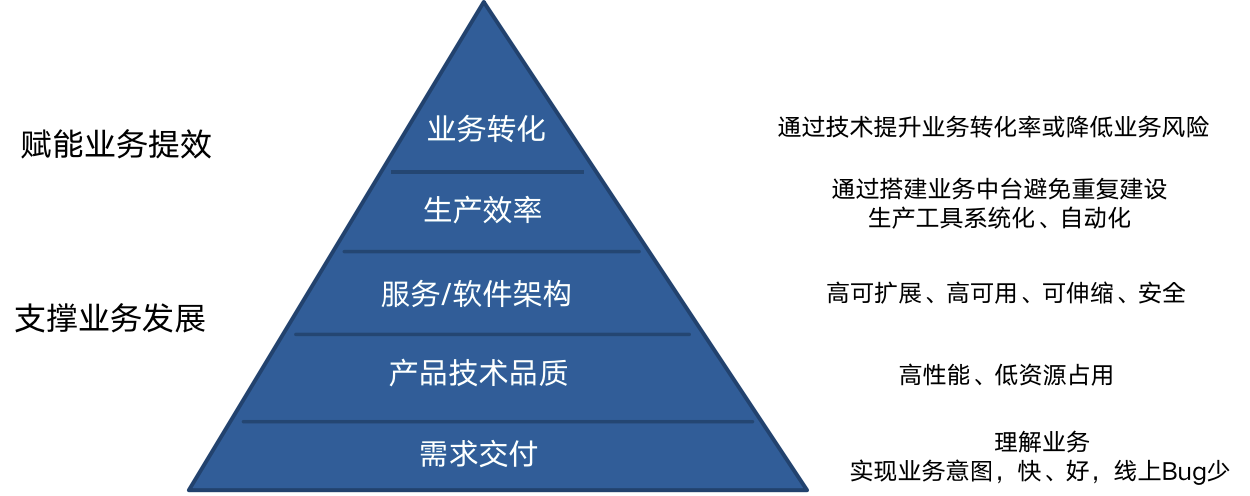 赋能业务提效
业务转化
通过技术提升业务转化率或降低业务风险
生产效率
通过搭建业务中台避免重复建设
生产工具系统化、自动化
支撑业务发展
服务/软件架构
高可扩展、高可用、可伸缩、安全
产品技术品质
高性能、低资源占用
需求交付
理解业务
实现业务意图，快、好，线上Bug少